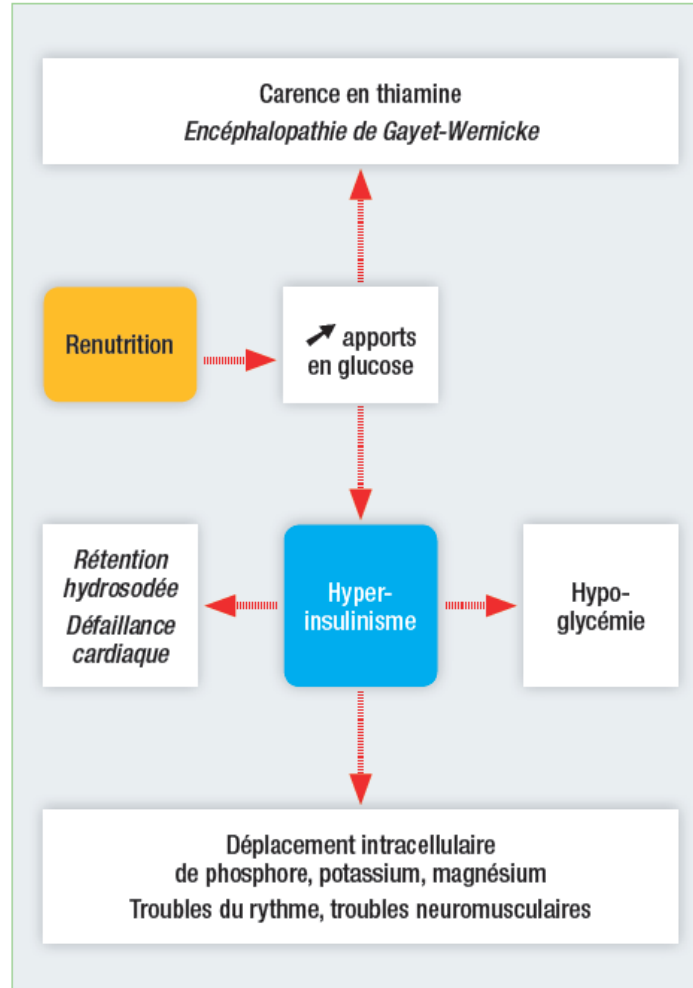 Carence en thiamine
Encéphalopathie de Gayet-Wernicke
Renutrition
↗ apports
en glucose
Rétention
hydrosodée
Défaillance
cardiaque
Hyper-
insulinisme
Hypo-
glycémie
Déplacement intracellulaire
de phosphore, potassium, magnésium
Troubles du rythme, troubles neuromusculaires